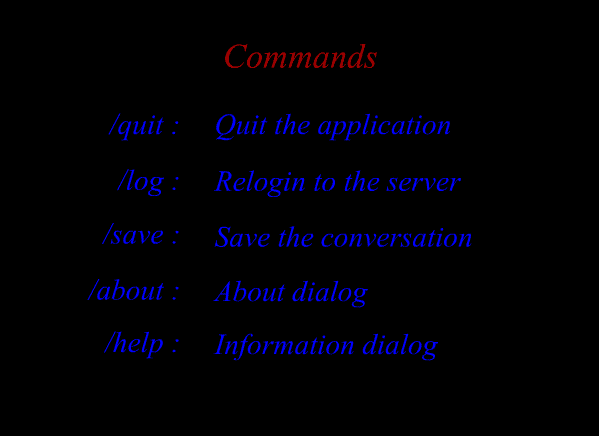 Commands
/quit : Quit the application
/log : Relogin to the server
/save : Save the conversation
/about : About dialog
/help : Information dialog